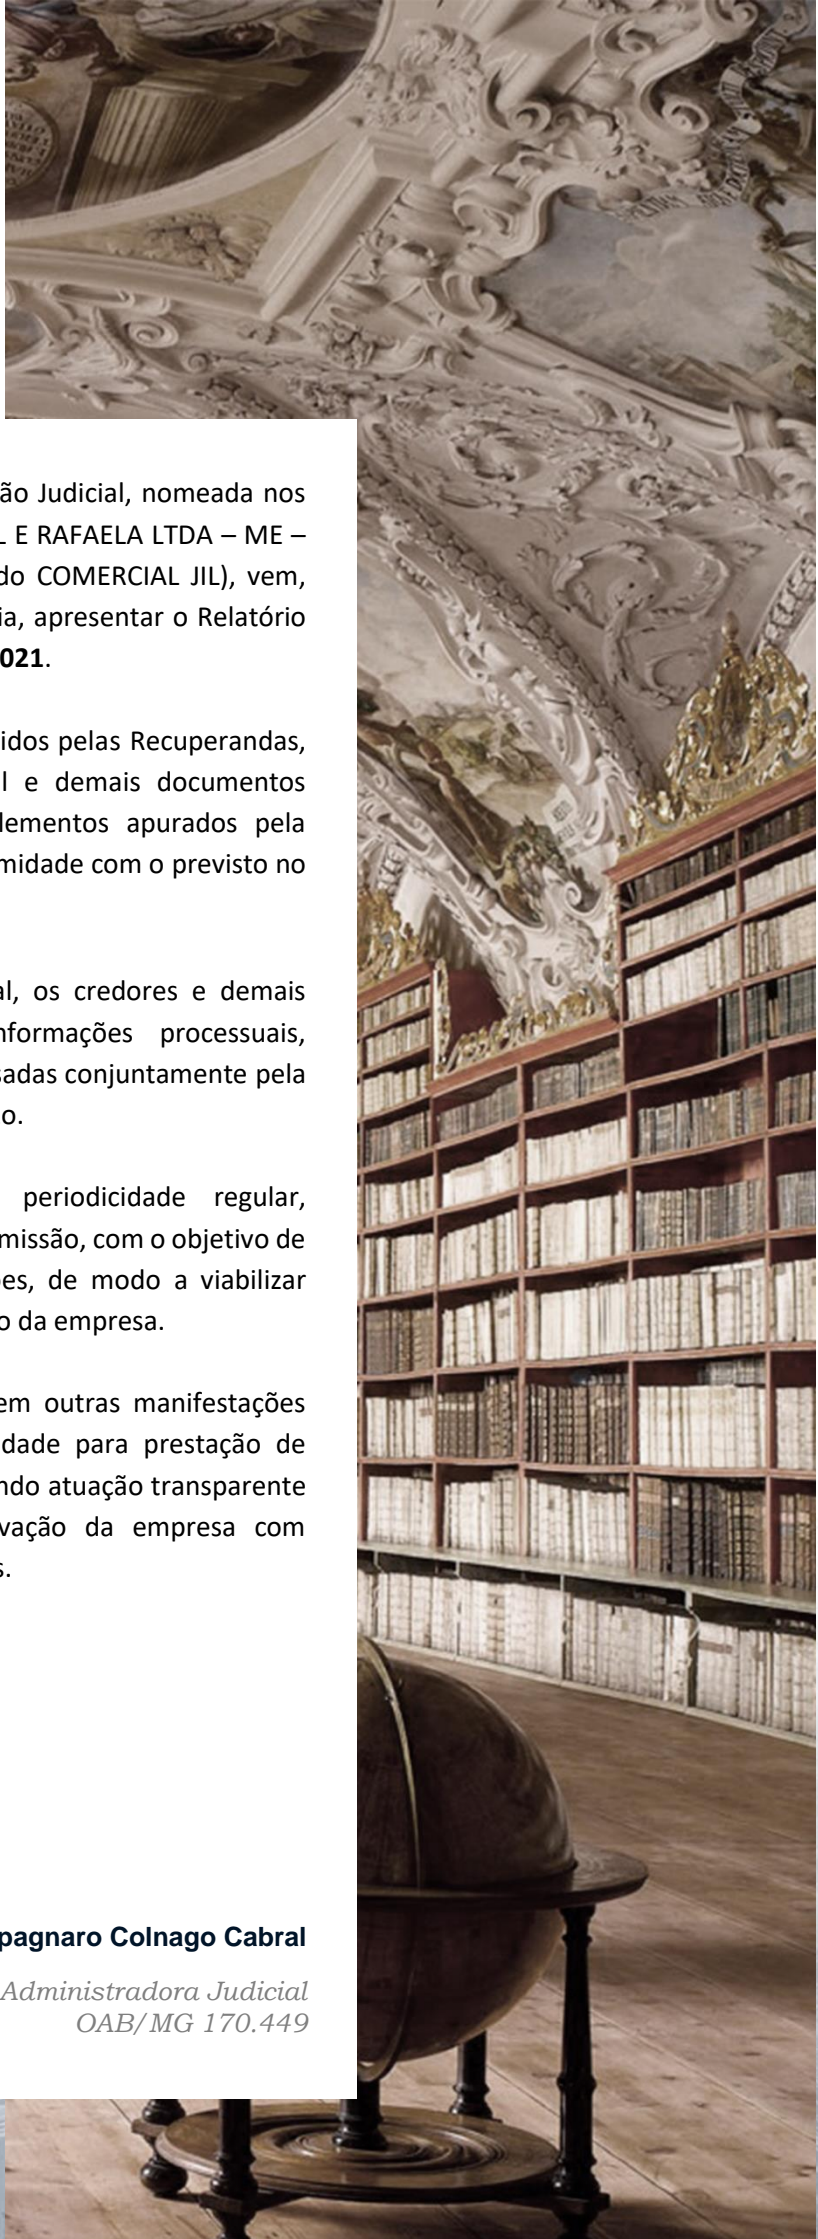 ão Judicial, nomeada nos
E RAFAELA LTDA – ME –
do COMERCIAL JIL), vem,
ia, apresentar o Relatório
021.
idos pelas Recuperandas,
l e demais documentos
lementos apurados pela
midade com o previsto no
al, os credores e demais
nformações processuais,
sadas conjuntamente pela
o.
periodicidade regular,
missão, com o objetivo de
es, de modo a viabilizar
o da empresa.
em outras manifestações
dade para prestação de
ndo atuação transparente
vação da empresa com
s.
pagnaro Colnago Cabral
Administradora Judicial
OAB/MG 170.449